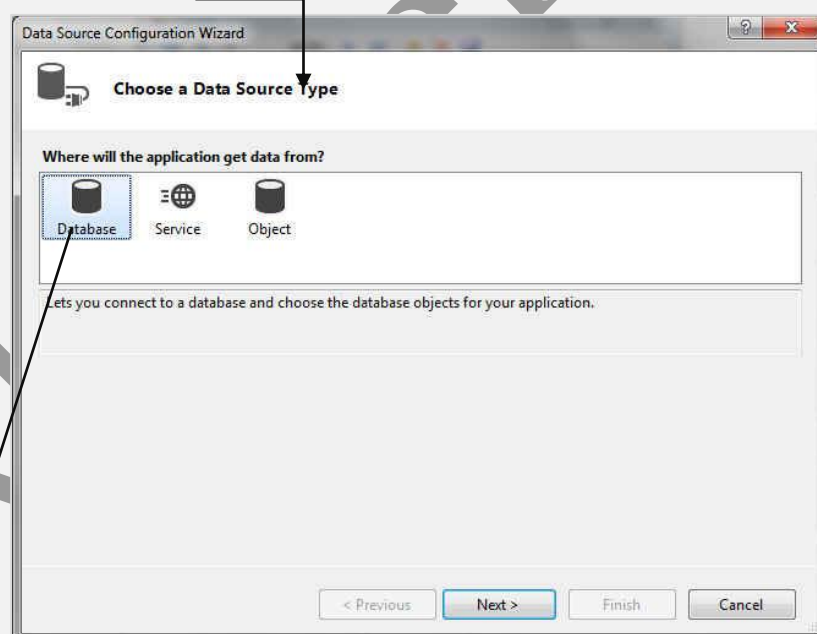 Data Source Configuration Wizard
Choose a Data Source Type
Where will the application get data from?
Database Service Object
Lets you connect to a database and choose the database objects for your application.
< Previous Next > Finish Cancel